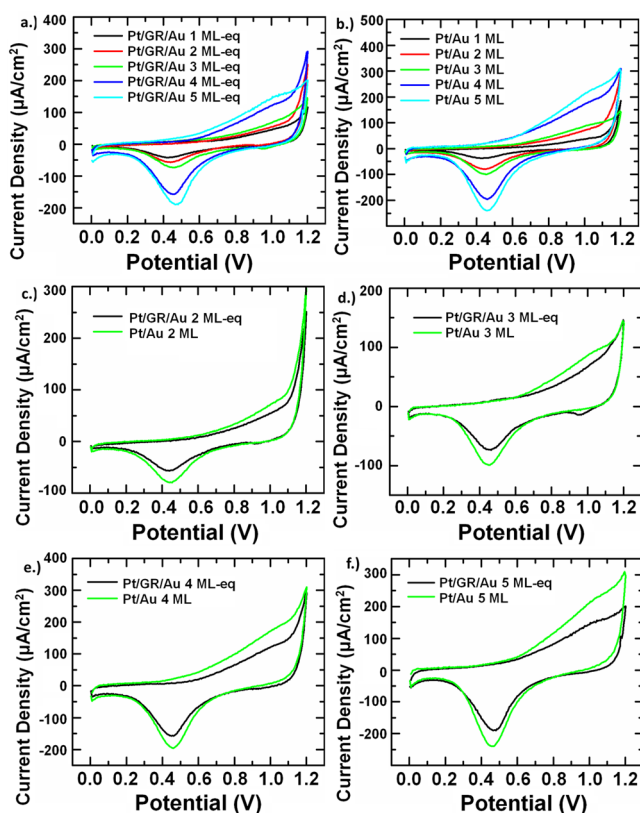 a.)
Pt/GR/Au 1 ML-eq
Pt/GR/Au 2 ML-eq
Pt/GR/Au 3 ML-eq
Pt/GR/Au 4 ML-eq
Pt/GR/Au 5 ML-eq
400
300
200
100
0
-100
-200
Current Density (µA/cm²)
0.0 0.2 0.4 0.6 0.8 1.0 1.2
Potential (V)
b.)
Pt/Au 1 ML
Pt/Au 2 ML
Pt/Au 3 ML
Pt/Au 4 ML
Pt/Au 5 ML
500
400
300
200
100
0
-100
-200
Current Density (µA/cm²)
0.0 0.2 0.4 0.6 0.8 1.0 1.2
Potential (V)
c.)
Pt/GR/Au 2 ML-eq
Pt/Au 2 ML
300
200
100
0
-100
Current Density (µA/cm²)
0.0 0.2 0.4 0.6 0.8 1.0 1.2
Potential (V)
d.)
Pt/GR/Au 3 ML-eq
Pt/Au 3 ML
200
100
0
-100
Current Density (µA/cm²)
0.0 0.2 0.4 0.6 0.8 1.0 1.2
Potential (V)
e.)
Pt/GR/Au 4 ML-eq
Pt/Au 4 ML
400
300
200
100
0
-100
-200
Current Density (µA/cm²)
0.0 0.2 0.4 0.6 0.8 1.0 1.2
Potential (V)
f.)
Pt/GR/Au 5 ML-eq
Pt/Au 5 ML
300
200
100
0
-100
-200
Current Density (µA/cm²)
0.0 0.2 0.4 0.6 0.8 1.0 1.2
Potential (V)